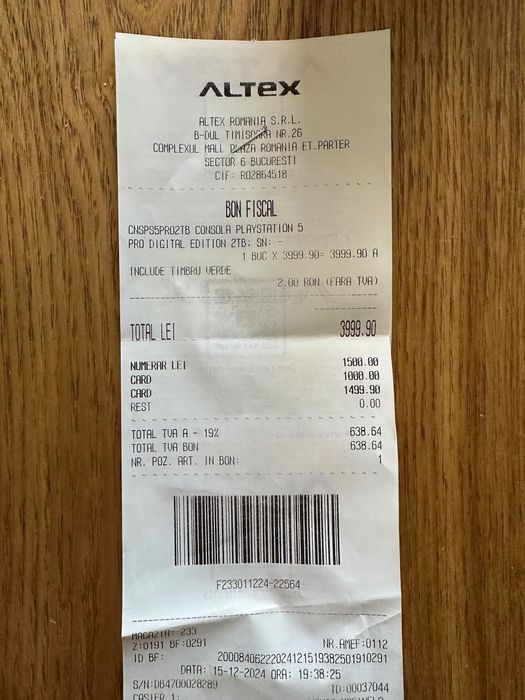 ALTEX
ALTEX ROMANIA S.R.L.
B-DUL TIMISOARA NR.26
COMPLEXUL MALL PLAZA ROMANIA ET.PARTER
SECTOR 6 BUCURESTI
CIF: RO2864518
BON FISCAL
CNSPS5PRO2TB CONSOLA PLAYSTATION 5
PRO DIGITAL EDITION 2TB; SN: -
1 BUC X 3999.90= 3999.90 A
INCLUDE TIMBRU VERDE
2.00 RON (FARA TVA)
TOTAL LEI 3999.90
NUMERAR LEI 1500.00
CARD 1000.00
CARD 1499.90
REST 0.00
TOTAL TVA A - 19% 638.64
TOTAL TVA BON 638.64
NR. POZ. ART. IN BON: 1
F233011224-22564
MAGAZIN: 233
Z:0191 BF:0291 NR.AMEF:0112
ID BF: 20008406222024121519382501910291
DATA: 15-12-2024 ORA: 19:38:25
S/N:DB4700028289 TD:00037044
CASIER 1: